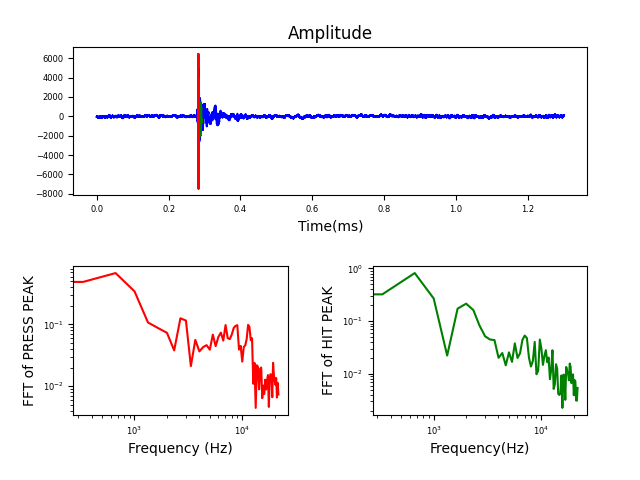 Amplitude
6000
4000
2000
0
−2000
−4000
−6000
−8000
0.0 0.2 0.4 0.6 0.8 1.0 1.2
Time(ms)
FFT of PRESS PEAK
10⁻¹
10⁻²
10³ 10⁴
Frequency (Hz)
FFT of HIT PEAK
10⁰
10⁻¹
10⁻²
10³ 10⁴
Frequency(Hz)